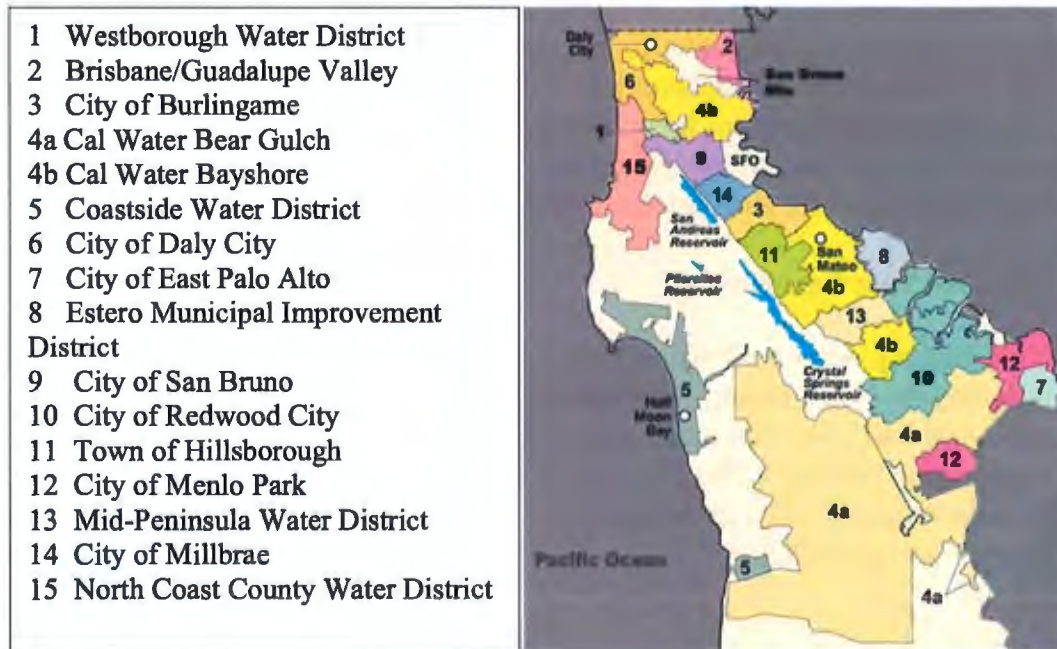 1 Westborough Water District
2 Brisbane/Guadalupe Valley
3 City of Burlingame
4a Cal Water Bear Gulch
4b Cal Water Bayshore
5 Coastside Water District
6 City of Daly City
7 City of East Palo Alto
8 Estero Municipal Improvement
District
9 City of San Bruno
10 City of Redwood City
11 Town of Hillsborough
12 City of Menlo Park
13 Mid-Peninsula Water District
14 City of Millbrae
15 North Coast County Water District
Daly
City
2
San Bruno
Mtn
6
4b
1
15
9
SFO
14
3
San
Andreas
Reservoir
11
San
Mateo
8
Pilarcitos
Reservoir
4b
13
4b
12
7
10
Crystal
Springs
Reservoir
5
Half
Moon
Bay
4a
12
4a
Pacific Ocean
5
4a